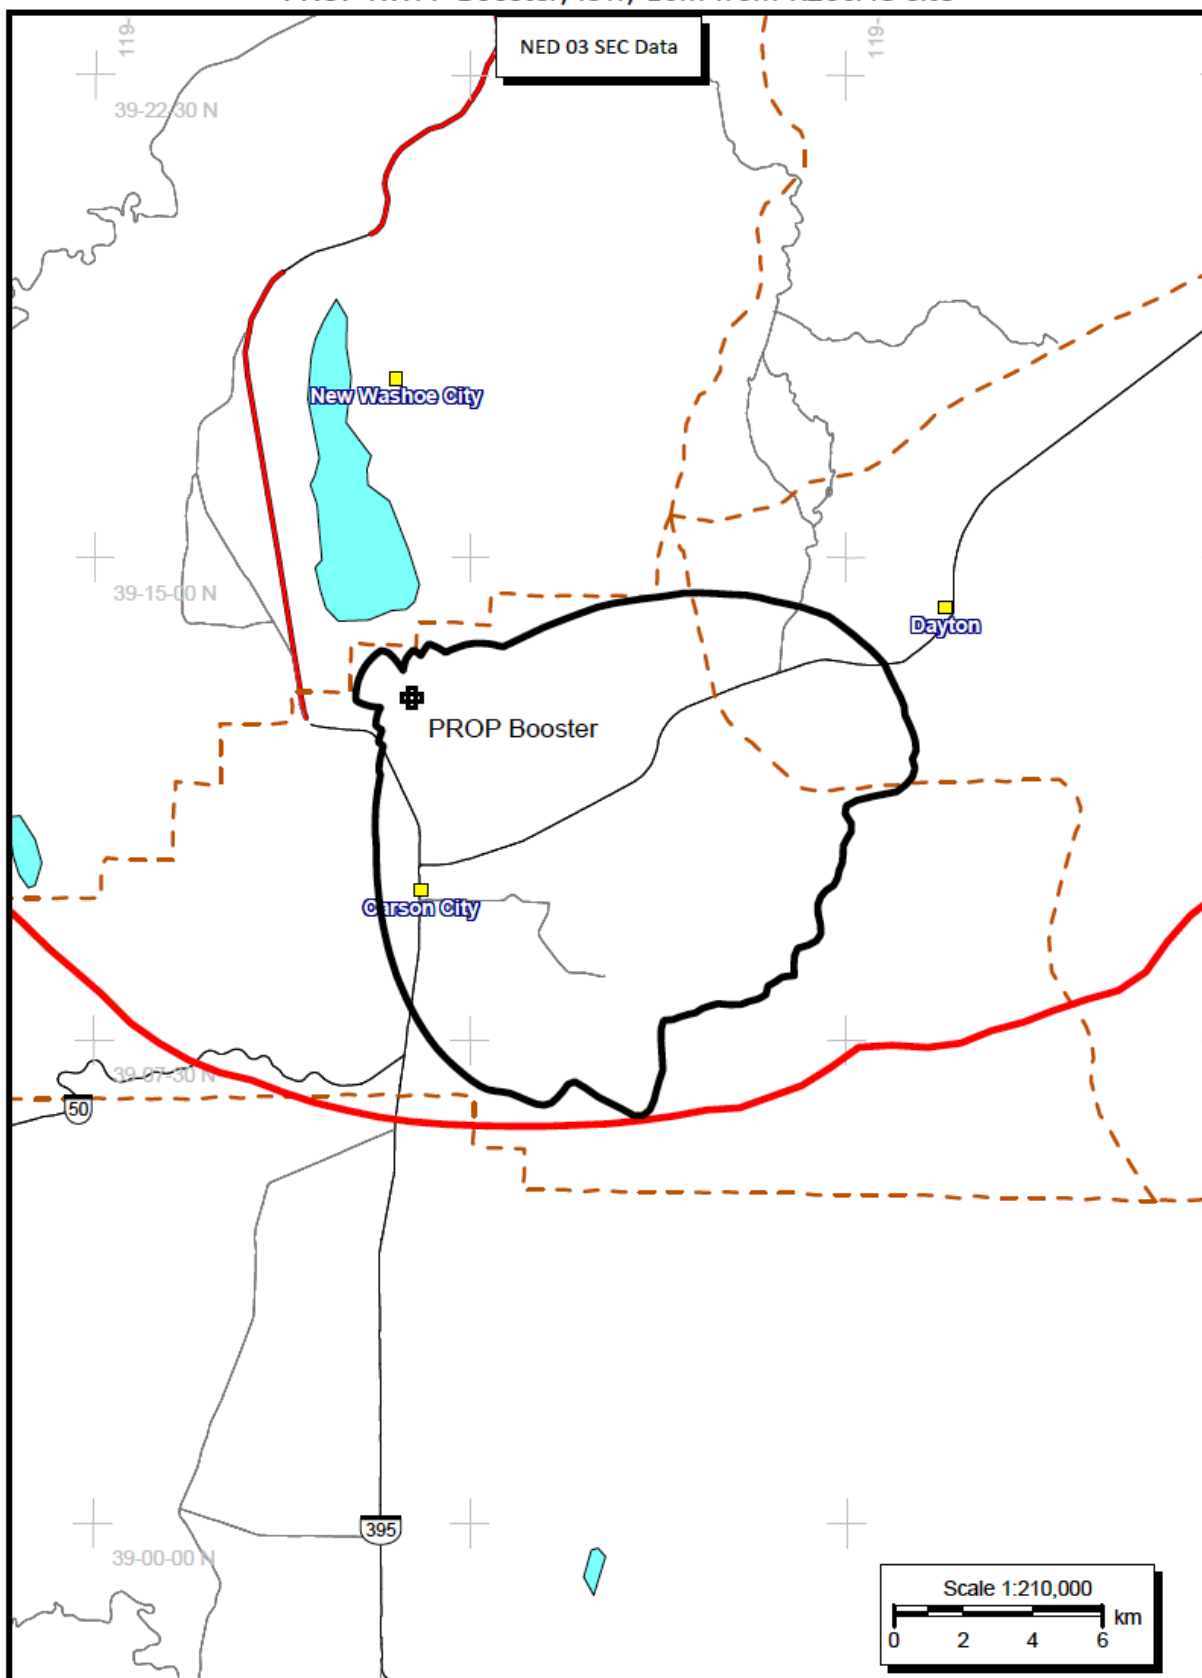 NED 03 SEC Data
119-
119-
39-22-30 N
New Washoe City
39-15-00 N
Dayton
PROP Booster
Carson City
39-07-30 N
50
395
39-00-00 N
Scale 1:210,000
km
0 2 4 6